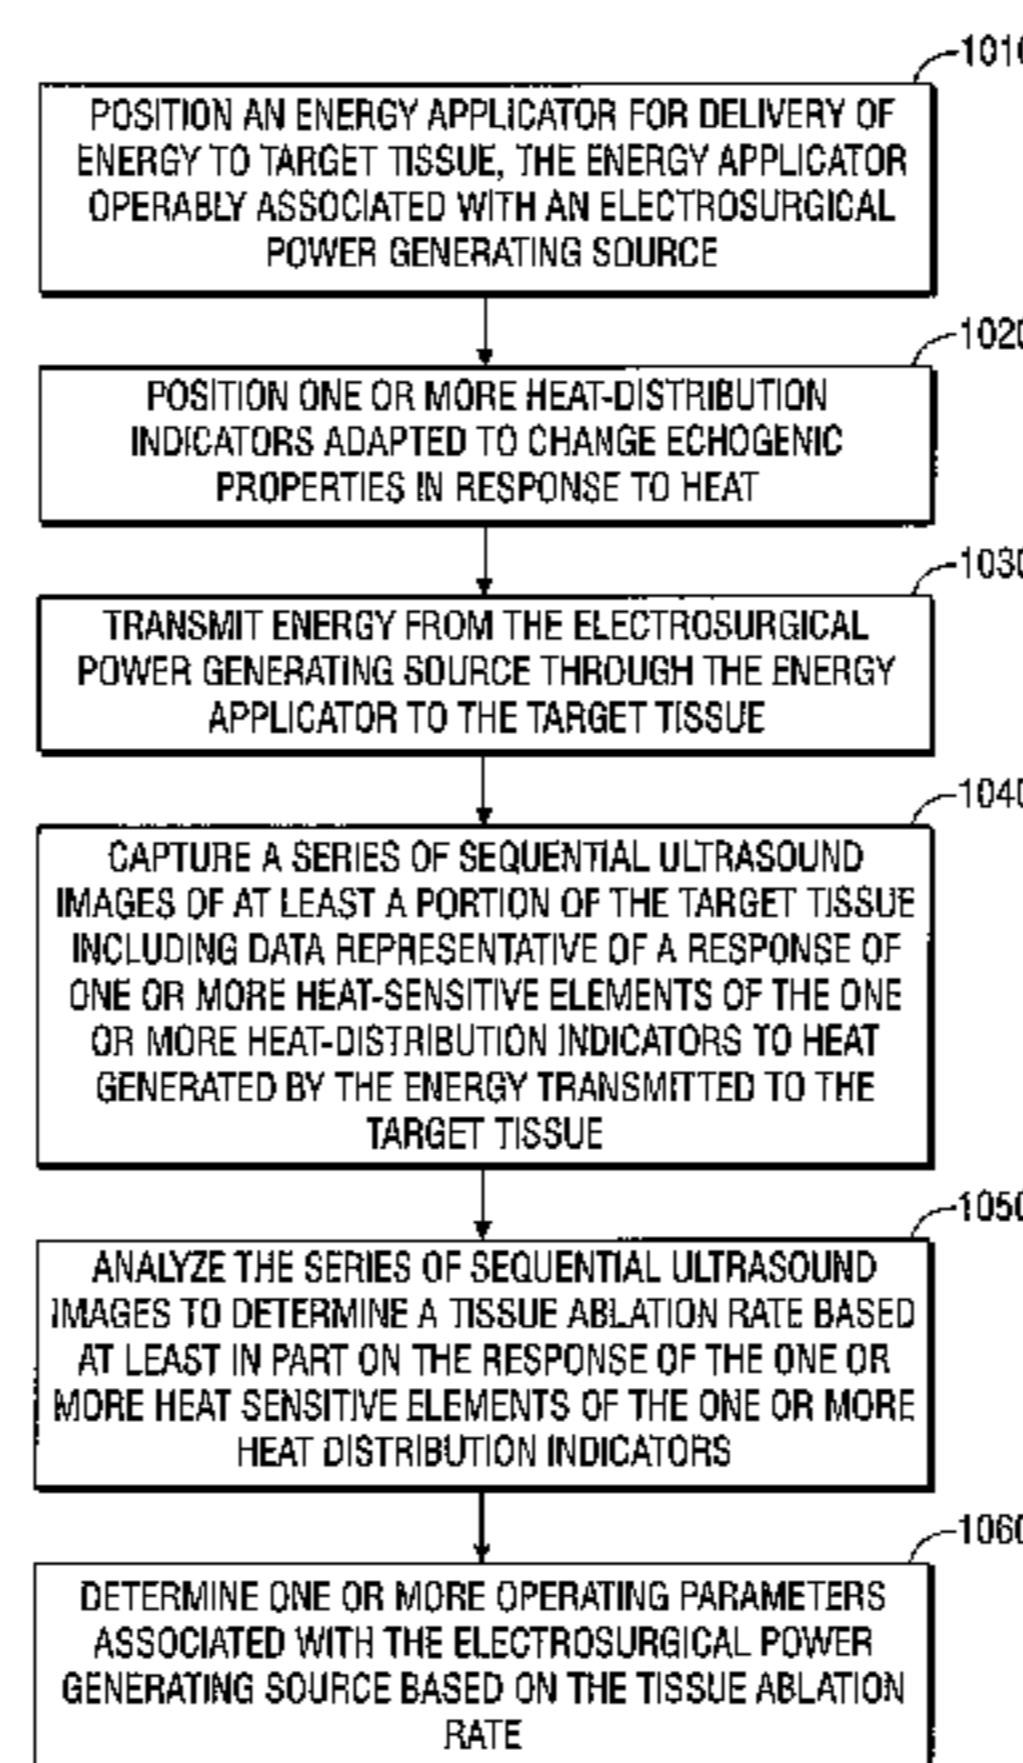 1010
POSITION AN ENERGY APPLICATOR FOR DELIVERY OF
ENERGY TO TARGET TISSUE, THE ENERGY APPLICATOR
OPERABLY ASSOCIATED WITH AN ELECTROSURGICAL
POWER GENERATING SOURCE
1020
POSITION ONE OR MORE HEAT-DISTRIBUTION
INDICATORS ADAPTED TO CHANGE ECHOGENIC
PROPERTIES IN RESPONSE TO HEAT
1030
TRANSMIT ENERGY FROM THE ELECTROSURGICAL
POWER GENERATING SOURCE THROUGH THE ENERGY
APPLICATOR TO THE TARGET TISSUE
1040
CAPTURE A SERIES OF SEQUENTIAL ULTRASOUND
IMAGES OF AT LEAST A PORTION OF THE TARGET TISSUE
INCLUDING DATA REPRESENTATIVE OF A RESPONSE OF
ONE OR MORE HEAT-SENSITIVE ELEMENTS OF THE ONE
OR MORE HEAT-DISTRIBUTION INDICATORS TO HEAT
GENERATED BY THE ENERGY TRANSMITTED TO THE
TARGET TISSUE
1050
ANALYZE THE SERIES OF SEQUENTIAL ULTRASOUND
IMAGES TO DETERMINE A TISSUE ABLATION RATE BASED
AT LEAST IN PART ON THE RESPONSE OF THE ONE OR
MORE HEAT SENSITIVE ELEMENTS OF THE ONE OR MORE
HEAT DISTRIBUTION INDICATORS
1060
DETERMINE ONE OR MORE OPERATING PARAMETERS
ASSOCIATED WITH THE ELECTROSURGICAL POWER
GENERATING SOURCE BASED ON THE TISSUE ABLATION
RATE